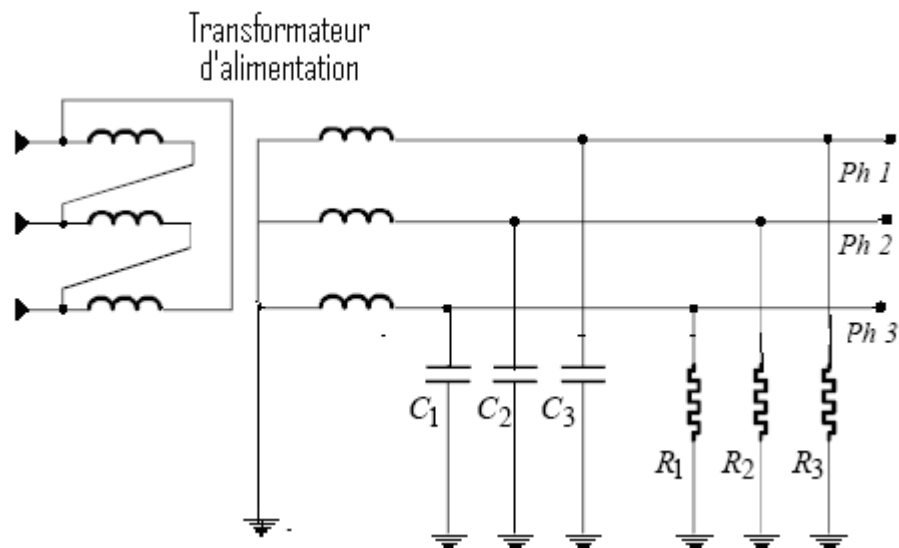 Transformateur
d'alimentation
Ph 1
Ph 2
Ph 3
C1 C2 C3
R1 R2 R3